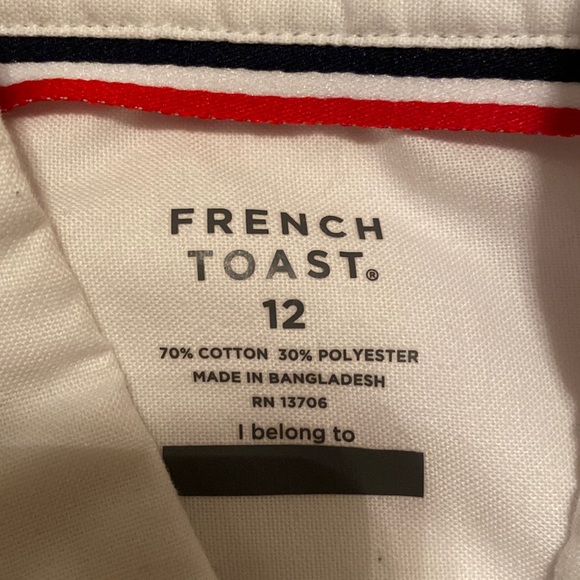 FRENCH
TOAST®
12
70% COTTON 30% POLYESTER
MADE IN BANGLADESH
RN 13706
I belong to